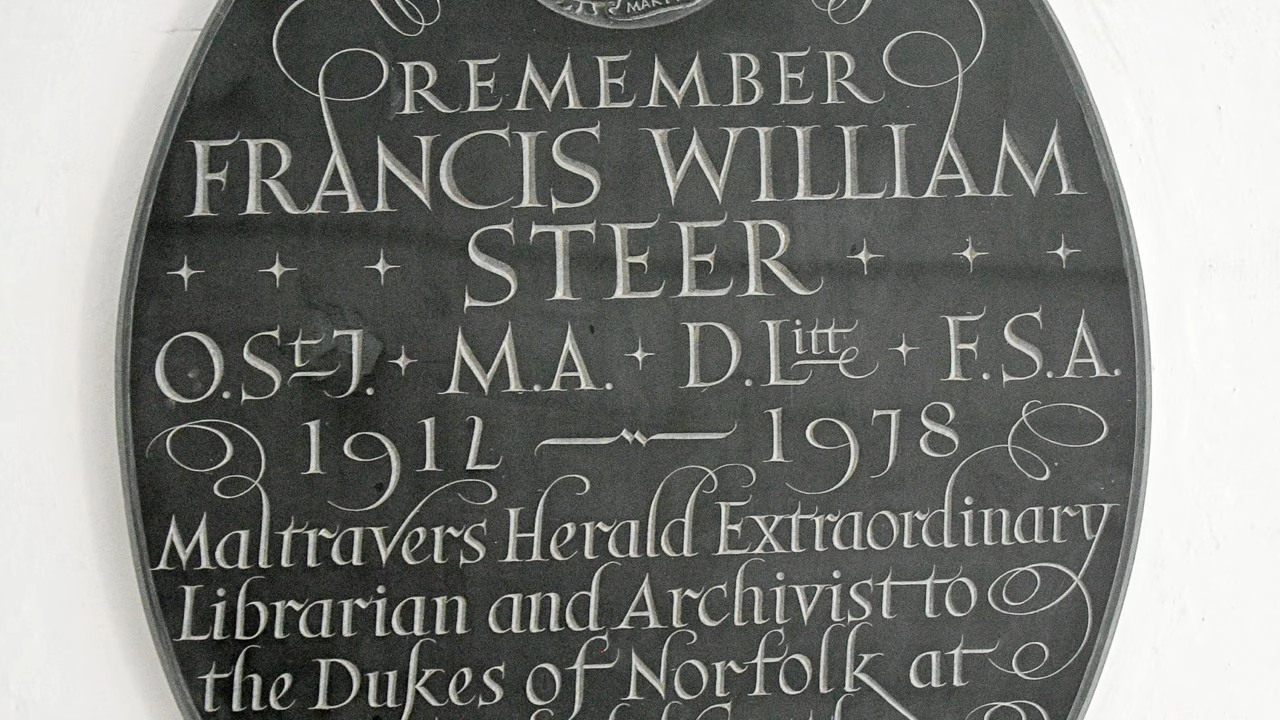 REMEMBER
FRANCIS WILLIAM
STEER
O.St.J. + M.A. + D.Litt + F.S.A.
1912 — 1978
Maltravers Herald Extraordinary
Librarian and Archivist to
the Dukes of Norfolk at